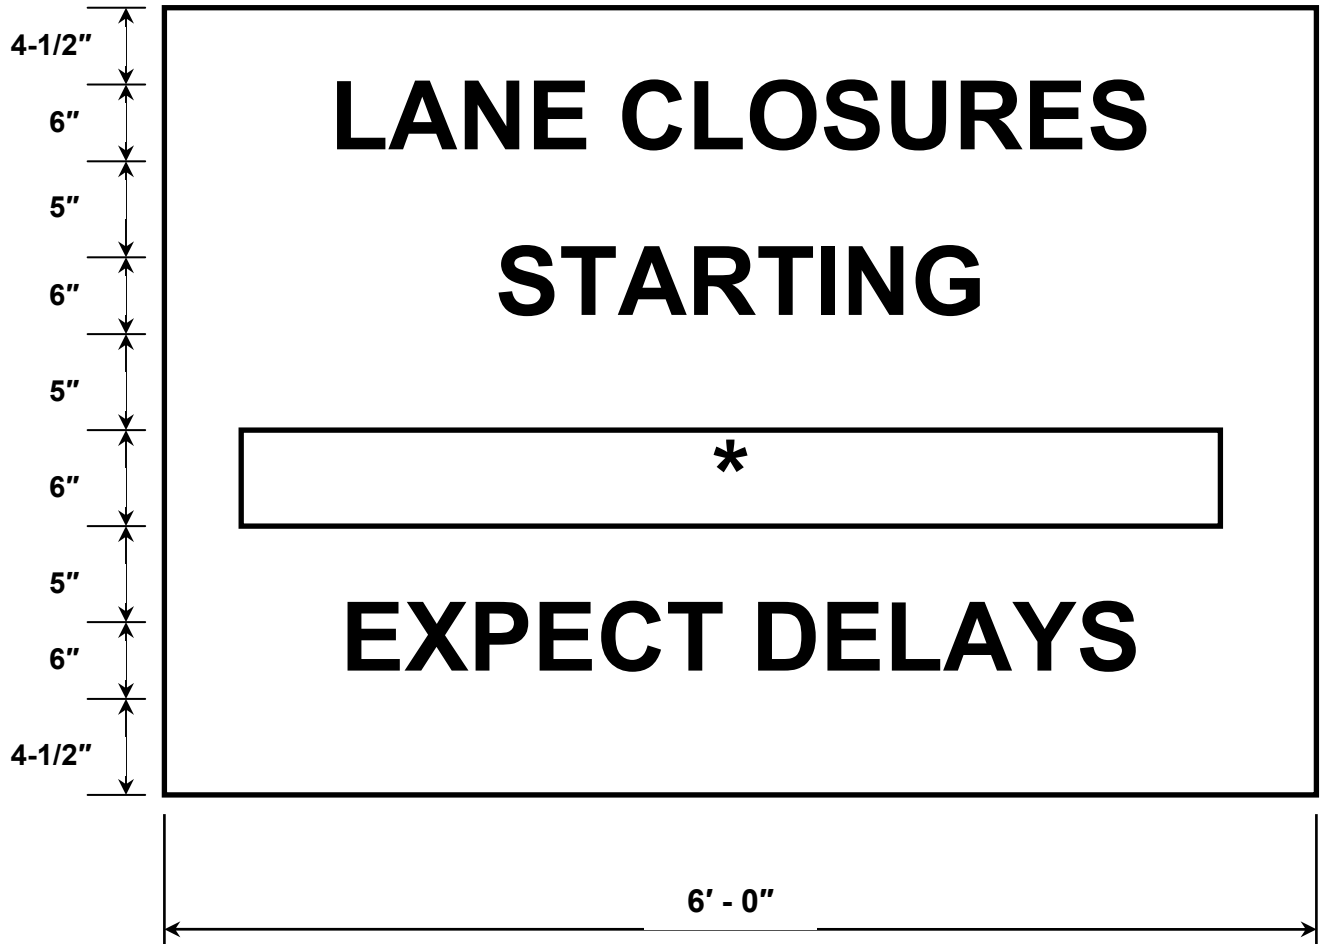 4-1/2″
LANE CLOSURES
6″
5″
STARTING
6″
5″
*
6″
5″
EXPECT DELAYS
6″
4-1/2″
6′ - 0″